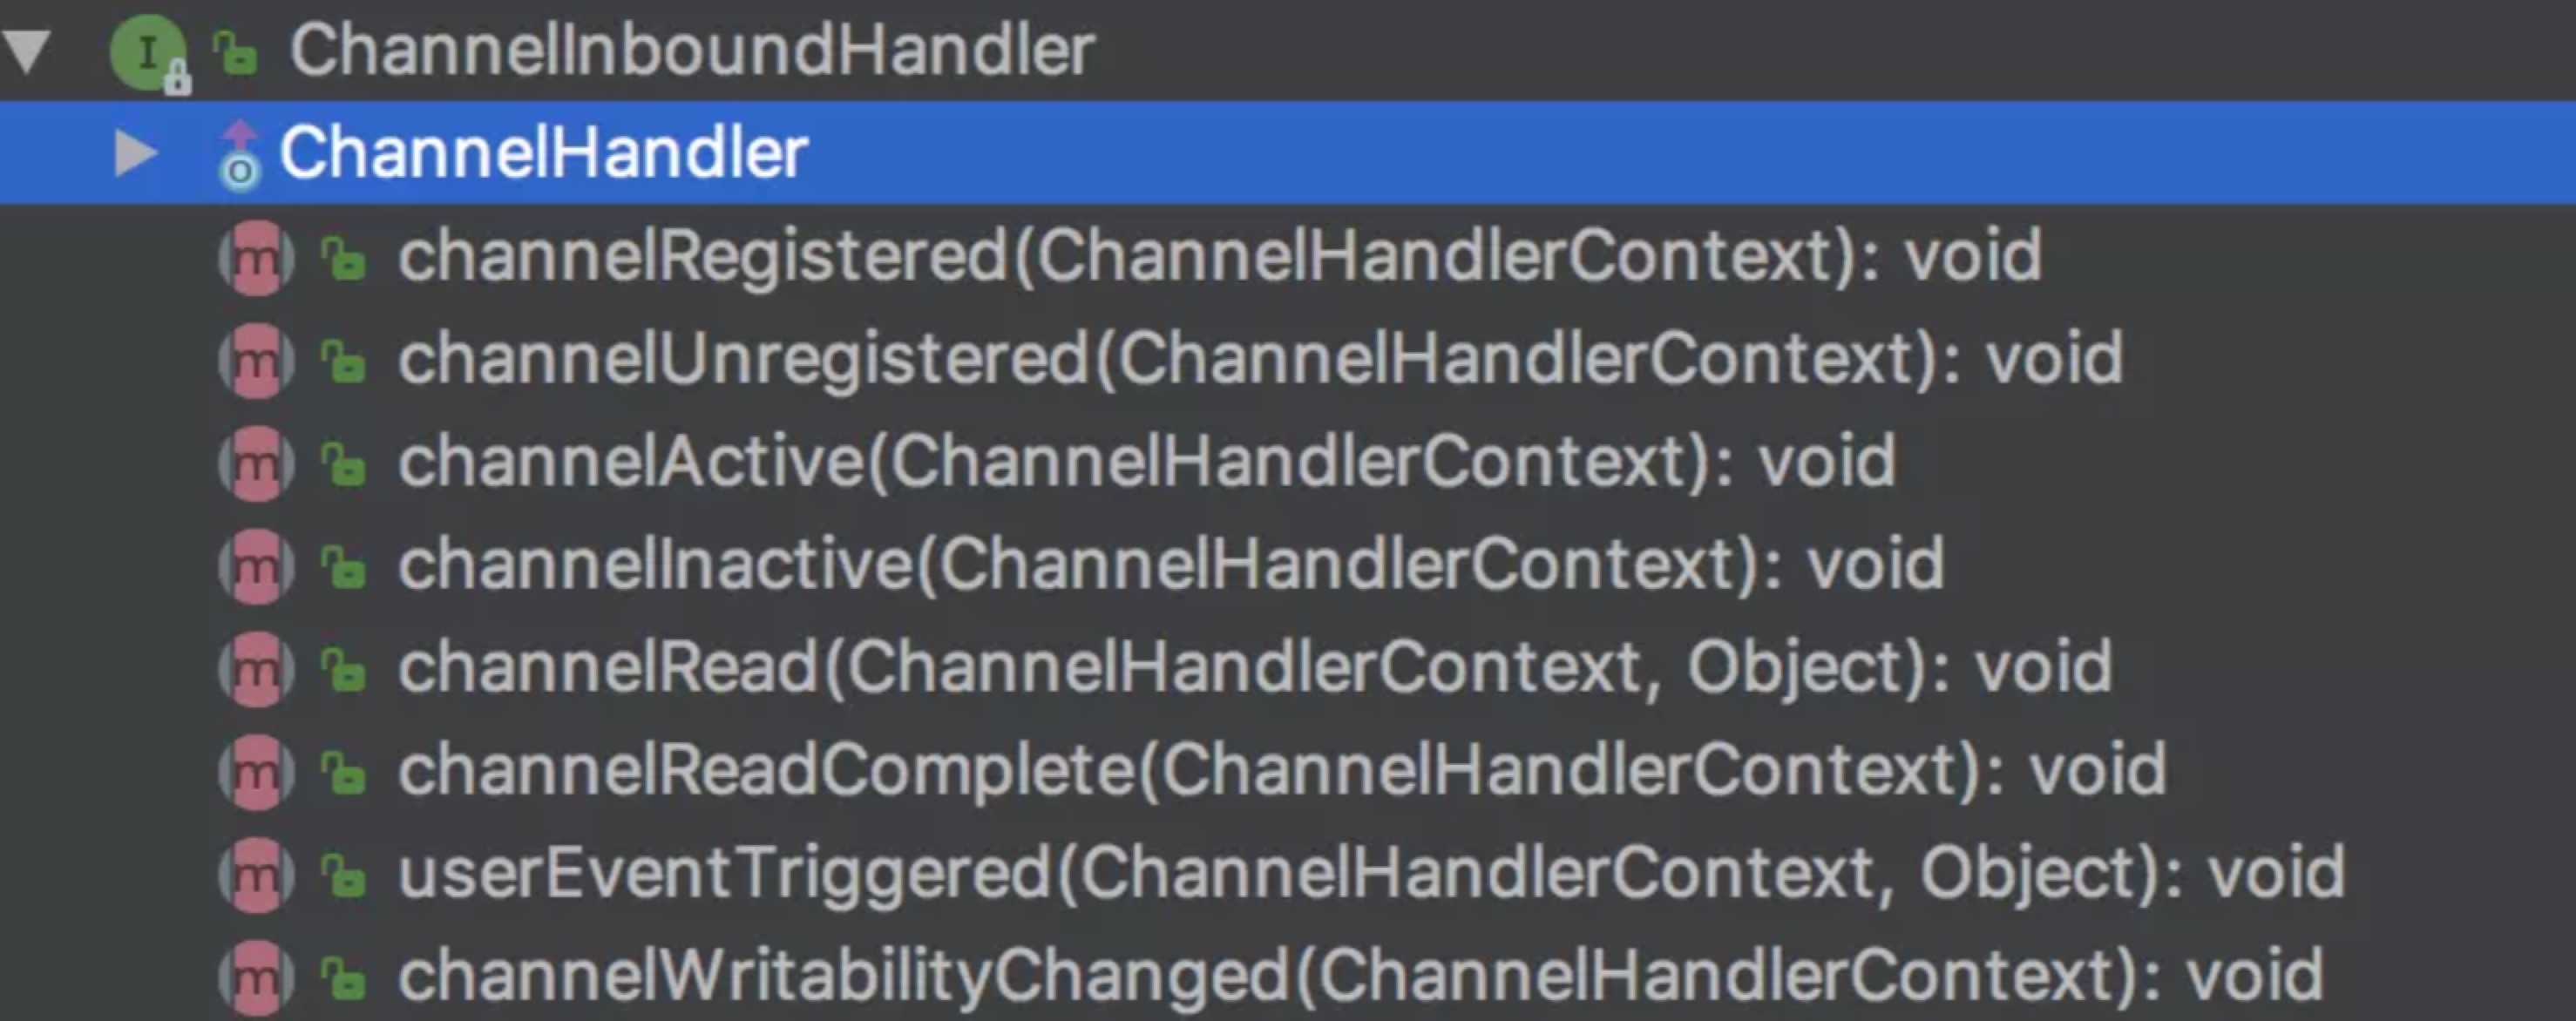 ChannelInboundHandler
ChannelHandler
channelRegistered(ChannelHandlerContext): void
channelUnregistered(ChannelHandlerContext): void
channelActive(ChannelHandlerContext): void
channelInactive(ChannelHandlerContext): void
channelRead(ChannelHandlerContext, Object): void
channelReadComplete(ChannelHandlerContext): void
userEventTriggered(ChannelHandlerContext, Object): void
channelWritabilityChanged(ChannelHandlerContext): void